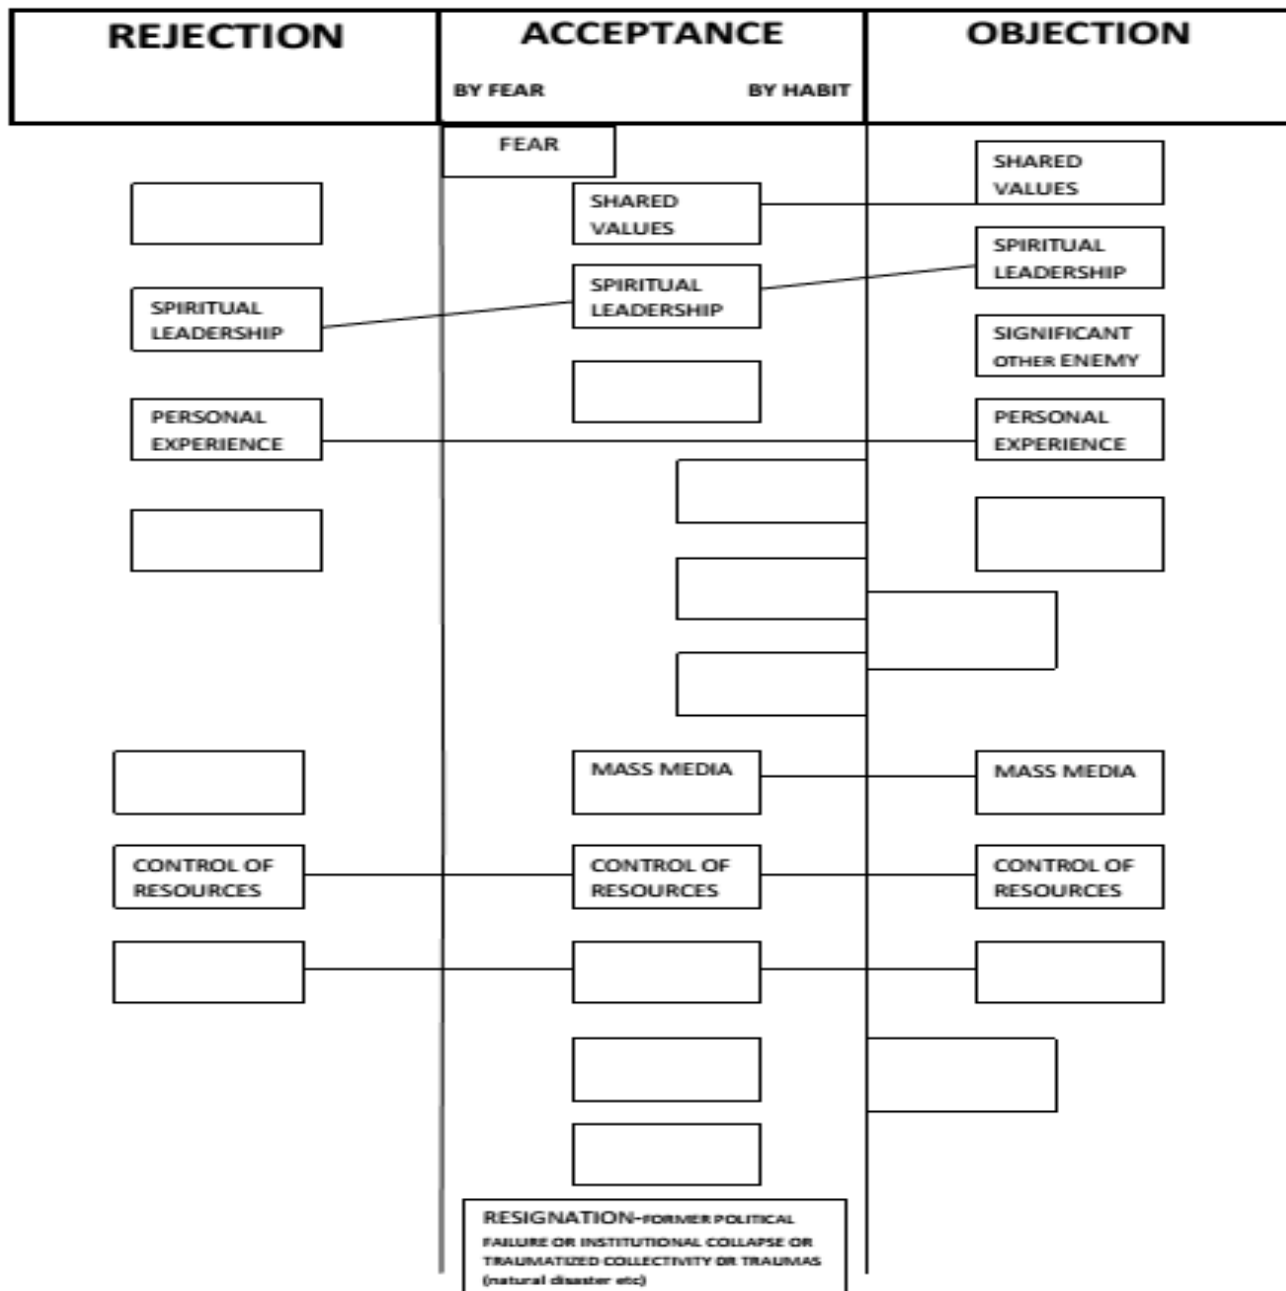 REJECTION
ACCEPTANCE
OBJECTION
BY FEAR
BY HABIT
FEAR
SHARED
VALUES
SHARED
VALUES
SPIRITUAL
LEADERSHIP
SPIRITUAL
LEADERSHIP
SPIRITUAL
LEADERSHIP
SIGNIFICANT
OTHER ENEMY
PERSONAL
EXPERIENCE
PERSONAL
EXPERIENCE
MASS MEDIA
MASS MEDIA
CONTROL OF
RESOURCES
CONTROL OF
RESOURCES
CONTROL OF
RESOURCES
RESIGNATION-FORMER POLITICAL
FAILURE OR INSTITUTIONAL COLLAPSE OR
TRAUMATIZED COLLECTIVITY OR TRAUMAS
(natural disaster etc)